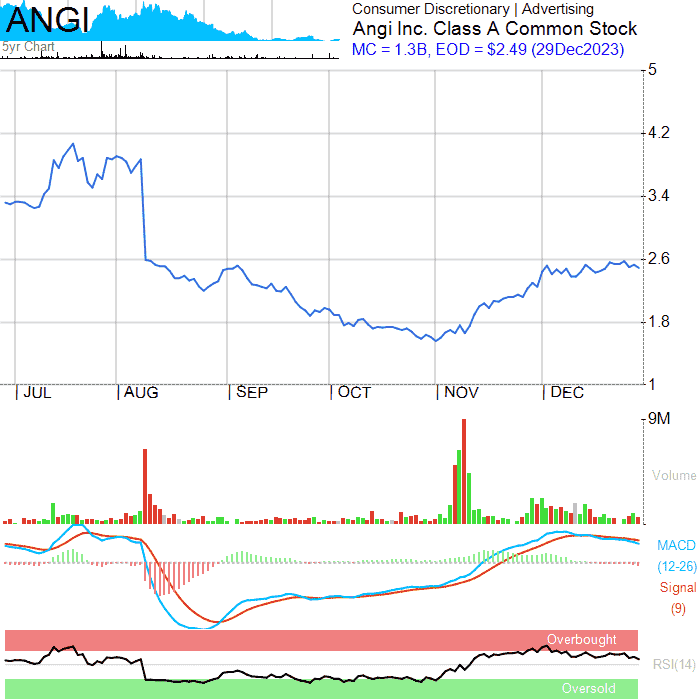 ANGI
5yr Chart
Consumer Discretionary | Advertising
Angi Inc. Class A Common Stock
MC = 1.3B, EOD = $2.49 (29Dec2023)
5
4.2
3.4
2.6
1.8
1
| JUL | AUG | SEP | OCT | NOV | DEC
9M
Volume
MACD
(12-26)
Signal
(9)
Overbought
RSI(14)
Oversold